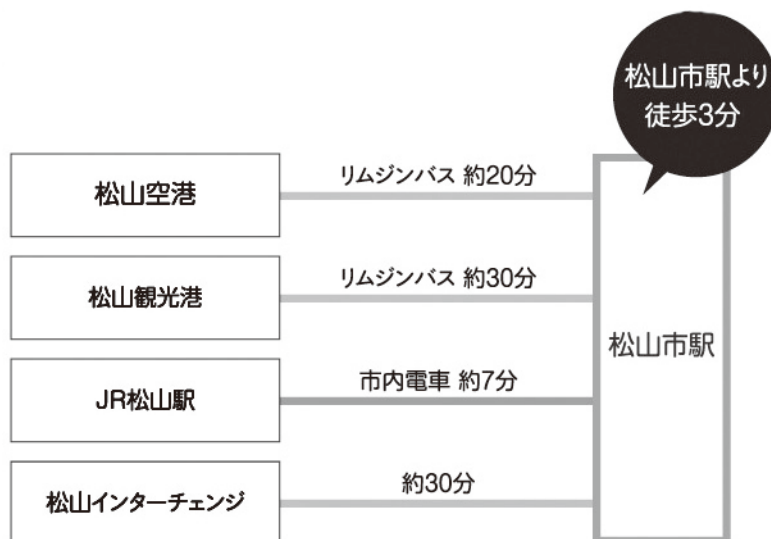 松山市駅より
徒歩3分
松山空港
リムジンバス 約20分
松山観光港
リムジンバス 約30分
松山市駅
JR松山駅
市内電車 約7分
松山インターチェンジ
約30分